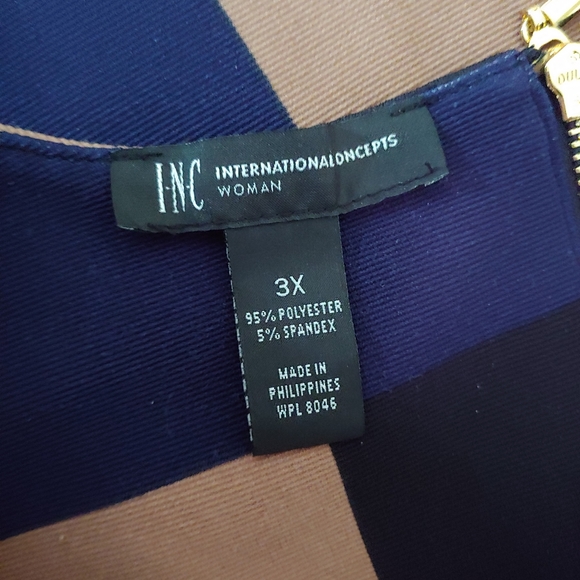 I·N·C INTERNATIONALONCEPTS
WOMAN
3X
95% POLYESTER
5% SPANDEX
MADE IN
PHILIPPINES
WPL 8046